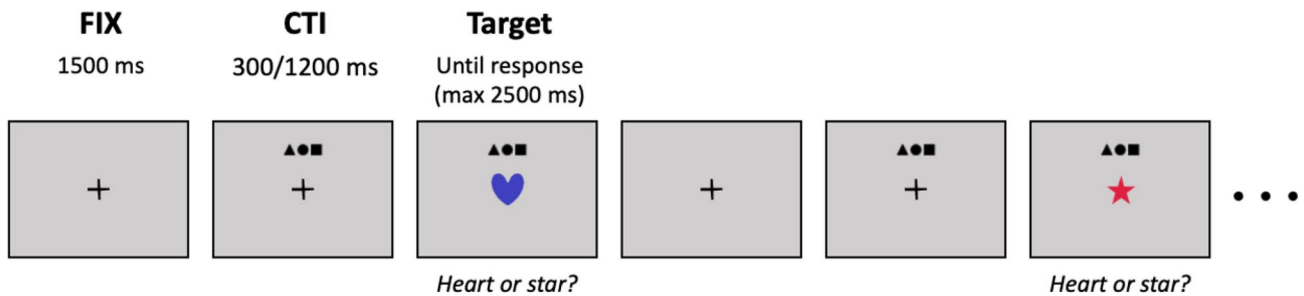 FIX
1500 ms
CTI
300/1200 ms
Target
Until response
(max 2500 ms)
Heart or star?
Heart or star?